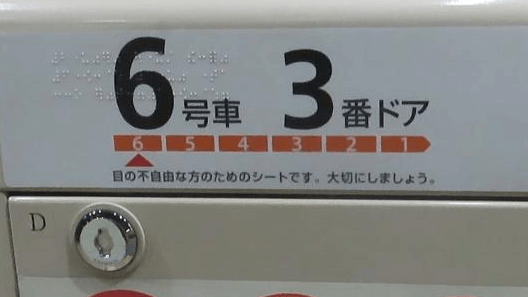 6号車 3番ドア
6 5 4 3 2 1
目の不自由な方のためのシートです。大切にしましょう。
D